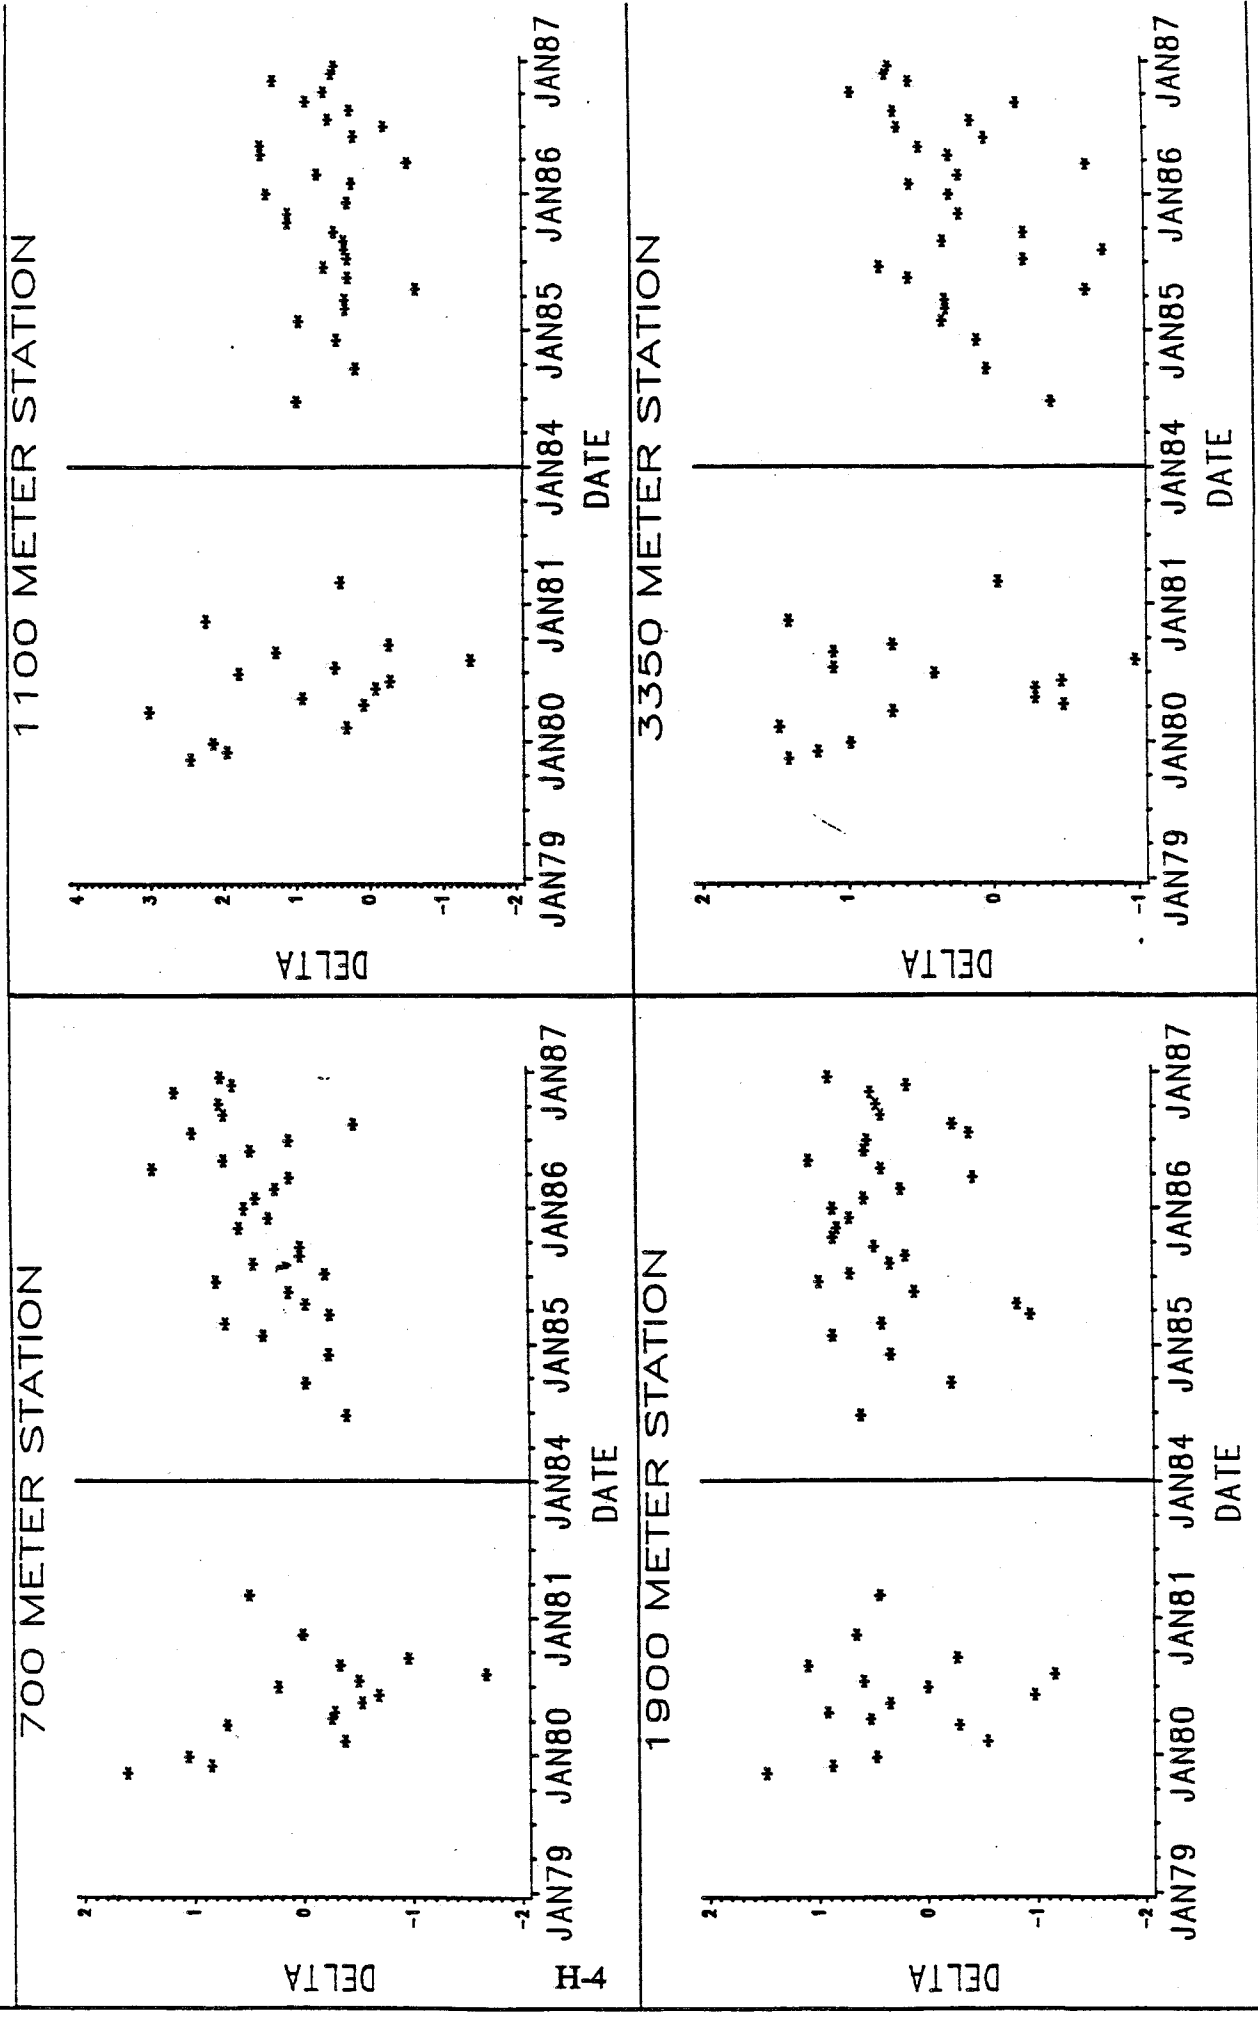 700 METER STATION
DELTA
2
1
0
-1
-2
JAN79 JAN80 JAN81 JAN84 JAN85 JAN86 JAN87
DATE
1100 METER STATION
DELTA
4
3
2
1
0
-1
-2
JAN79 JAN80 JAN81 JAN84 JAN85 JAN86 JAN87
DATE
1900 METER STATION
DELTA
2
1
0
-1
-2
JAN79 JAN80 JAN81 JAN84 JAN85 JAN86 JAN87
DATE
3350 METER STATION
DELTA
2
1
0
-1
JAN79 JAN80 JAN81 JAN84 JAN85 JAN86 JAN87
DATE
H-4